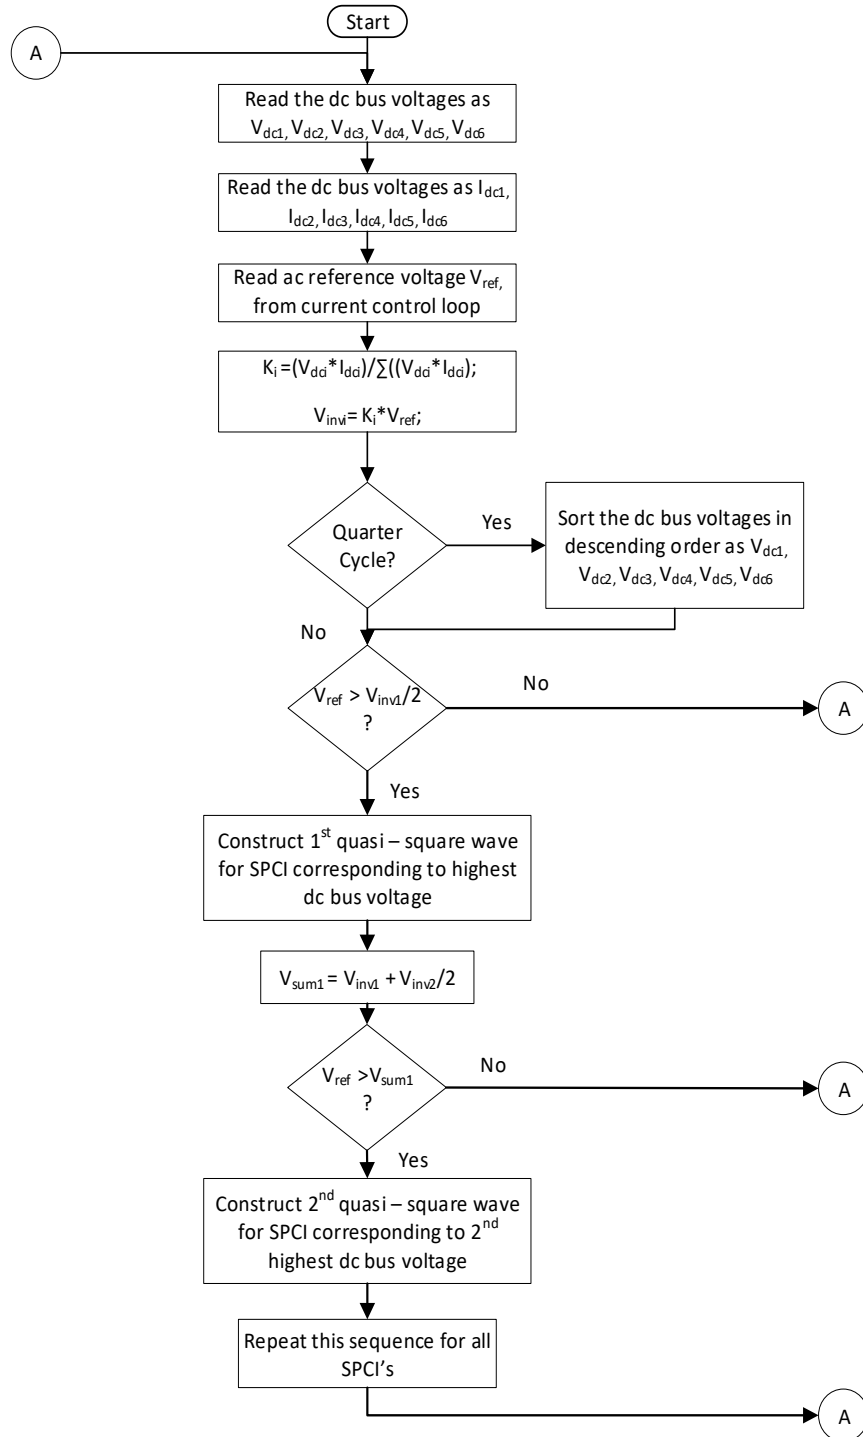 Start
A
Read the dc bus voltages as
Vdc1, Vdc2, Vdc3, Vdc4, Vdc5, Vdc6
Read the dc bus voltages as Idc1,
Idc2, Idc3, Idc4, Idc5, Idc6
Read ac reference voltage Vref,
from current control loop
Ki =(Vdci*Idci)/∑((Vdci*Idci);
Vinvi= Ki*Vref;
Quarter
Cycle?
Yes
Sort the dc bus voltages in
descending order as Vdc1,
Vdc2, Vdc3, Vdc4, Vdc5, Vdc6
No
Vref > Vinv1/2
?
No
A
Yes
Construct 1st quasi – square wave
for SPCI corresponding to highest
dc bus voltage
Vsum1 = Vinv1 + Vinv2/2
Vref >Vsum1
?
No
A
Yes
Construct 2nd quasi – square wave
for SPCI corresponding to 2nd
highest dc bus voltage
Repeat this sequence for all
SPCI’s
A